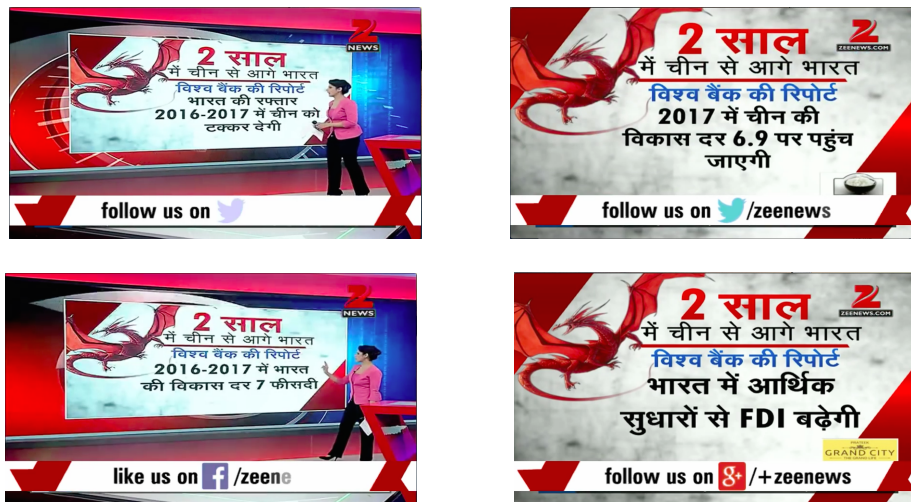 Z
NEWS
2 साल
में चीन से आगे भारत
विश्व बैंक की रिपोर्ट
भारत की रफ्तार
2016-2017 में चीन को
टक्कर देगी
follow us on
2 साल
ZEENEWS.COM
में चीन से आगे भारत
विश्व बैंक की रिपोर्ट
2017 में चीन की
विकास दर 6.9 पर पहुंच
जाएगी
follow us on /zeenews
Z
NEWS
2 साल
में चीन से आगे भारत
विश्व बैंक की रिपोर्ट
2016-2017 में भारत
की विकास दर 7 फीसदी
like us on f /zeene
2 साल
ZEENEWS.COM
में चीन से आगे भारत
विश्व बैंक की रिपोर्ट
भारत में आर्थिक
सुधारों से FDI बढ़ेगी
GRAND CITY
follow us on g+ /+zeenews